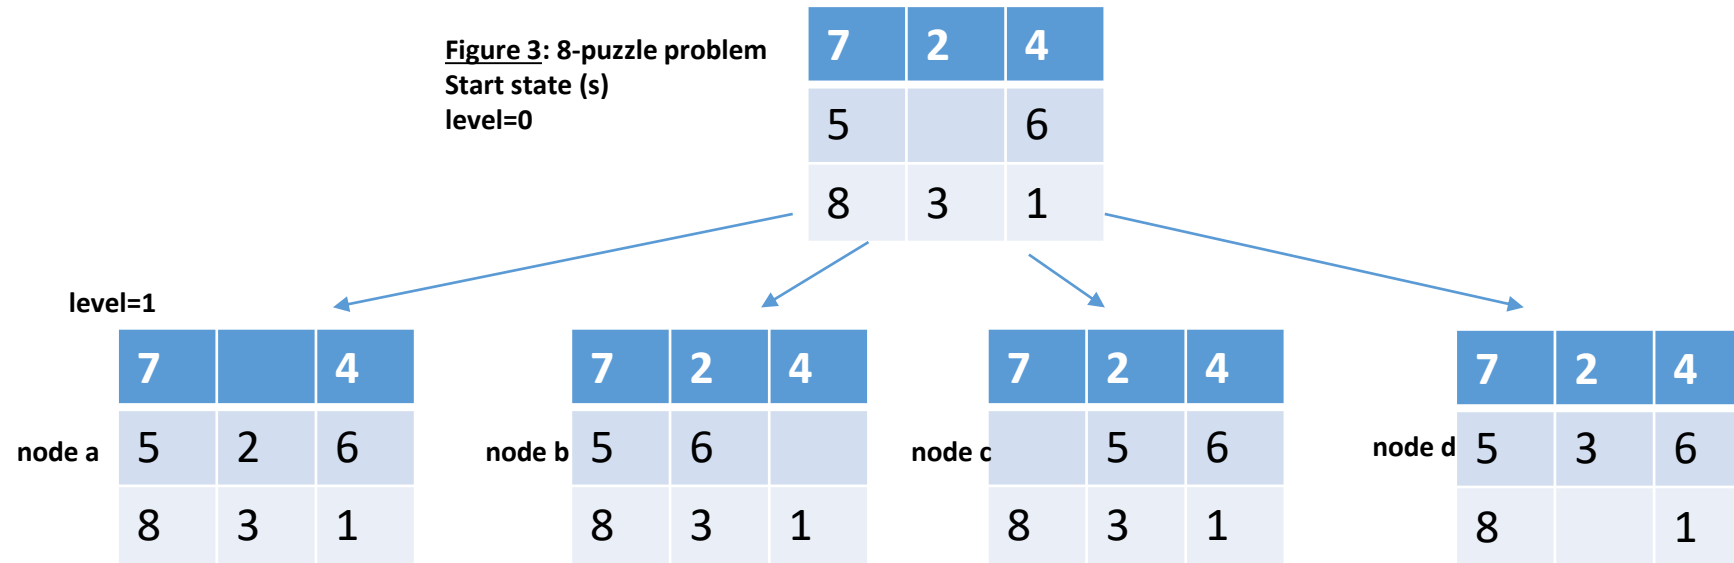 Figure 3: 8-puzzle problem
Start state (s)
level=0
7 2 4
5 6
8 3 1
level=1
node a
7 4
5 2 6
8 3 1
node b
7 2 4
5 6
8 3 1
node c
7 2 4
5 6
8 3 1
node d
7 2 4
5 3 6
8 1